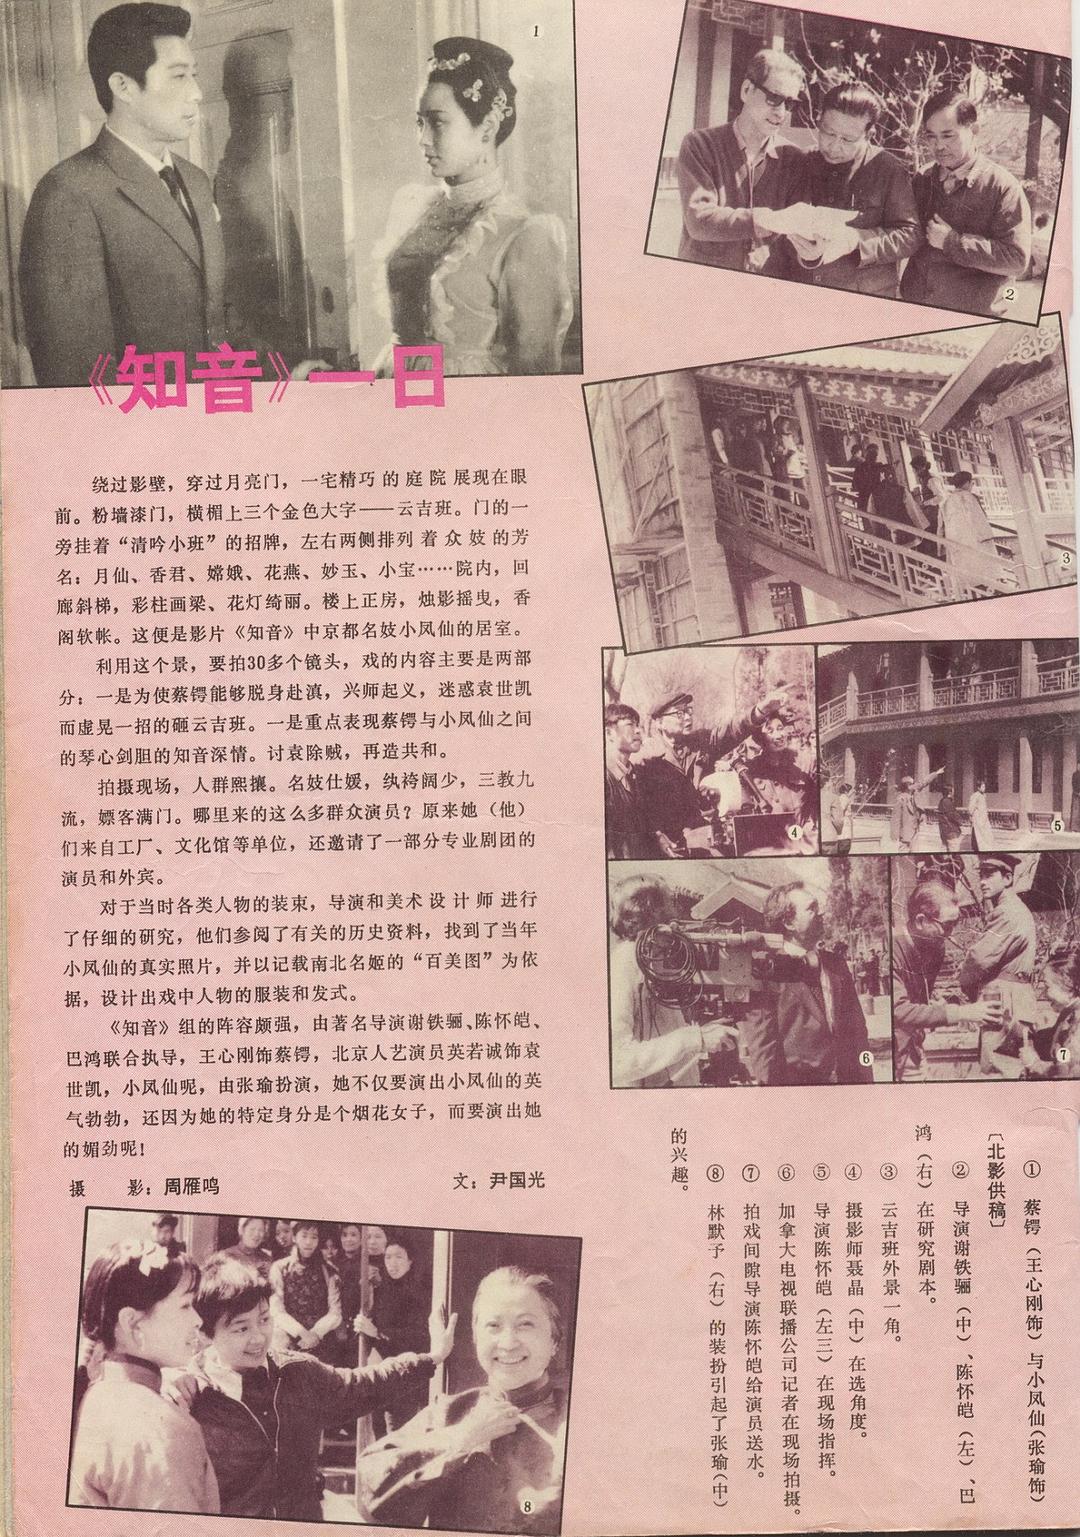 1
2
《知音》一日
3
绕过影壁，穿过月亮门，一宅精巧的庭院展现在眼
前。粉墙漆门，横楣上三个金色大字——云吉班。门的一
旁挂着“清吟小班”的招牌，左右两侧排列着众妓的芳
名：月仙、香君、嫦娥、花燕、妙玉、小宝……院内，回
廊斜梯，彩柱画梁、花灯绮丽。楼上正房，烛影摇曳，香
阁软帐。这便是影片《知音》中京都名妓小凤仙的居室。
利用这个景，要拍30多个镜头，戏的内容主要是两部
分：一是为使蔡锷能够脱身赴滇，兴师起义，迷惑袁世凯
而虚晃一招的砸云吉班。一是重点表现蔡锷与小凤仙之间
的琴心剑胆的知音深情。讨袁除贼，再造共和。
拍摄现场，人群熙攘。名妓仕媛，纨袴阔少，三教九
流，嫖客满门。哪里来的这么多群众演员？原来她（他）
们来自工厂、文化馆等单位，还邀请了一部分专业剧团的
演员和外宾。
对于当时各类人物的装束，导演和美术设计师进行
了仔细的研究，他们参阅了有关的历史资料，找到了当年
小凤仙的真实照片，并以记载南北名姬的“百美图”为依
据，设计出戏中人物的服装和发式。
《知音》组的阵容颇强，由著名导演谢铁骊、陈怀皑、
巴鸿联合执导，王心刚饰蔡锷，北京人艺演员英若诚饰袁
世凯，小凤仙呢，由张瑜扮演，她不仅要演出小凤仙的英
气勃勃，还因为她的特定身分是个烟花女子，而要演出她
的媚劲呢！
摄　影：周雁鸣
文：尹国光
4
5
6
7
①　蔡锷（王心刚饰）与小凤仙（张瑜饰）
〔北影供稿〕
②　导演谢铁骊（中）、陈怀皑（左）、巴
鸿（右）在研究剧本。
③　云吉班外景一角。
④　摄影师聂晶（中）在选角度。
⑤　导演陈怀皑（左三）在现场指挥。
⑥　加拿大电视联播公司记者在现场拍摄。
⑦　拍戏间隙导演陈怀皑给演员送水。
⑧　林默予（右）的装扮引起了张瑜（中）
的兴趣。
8